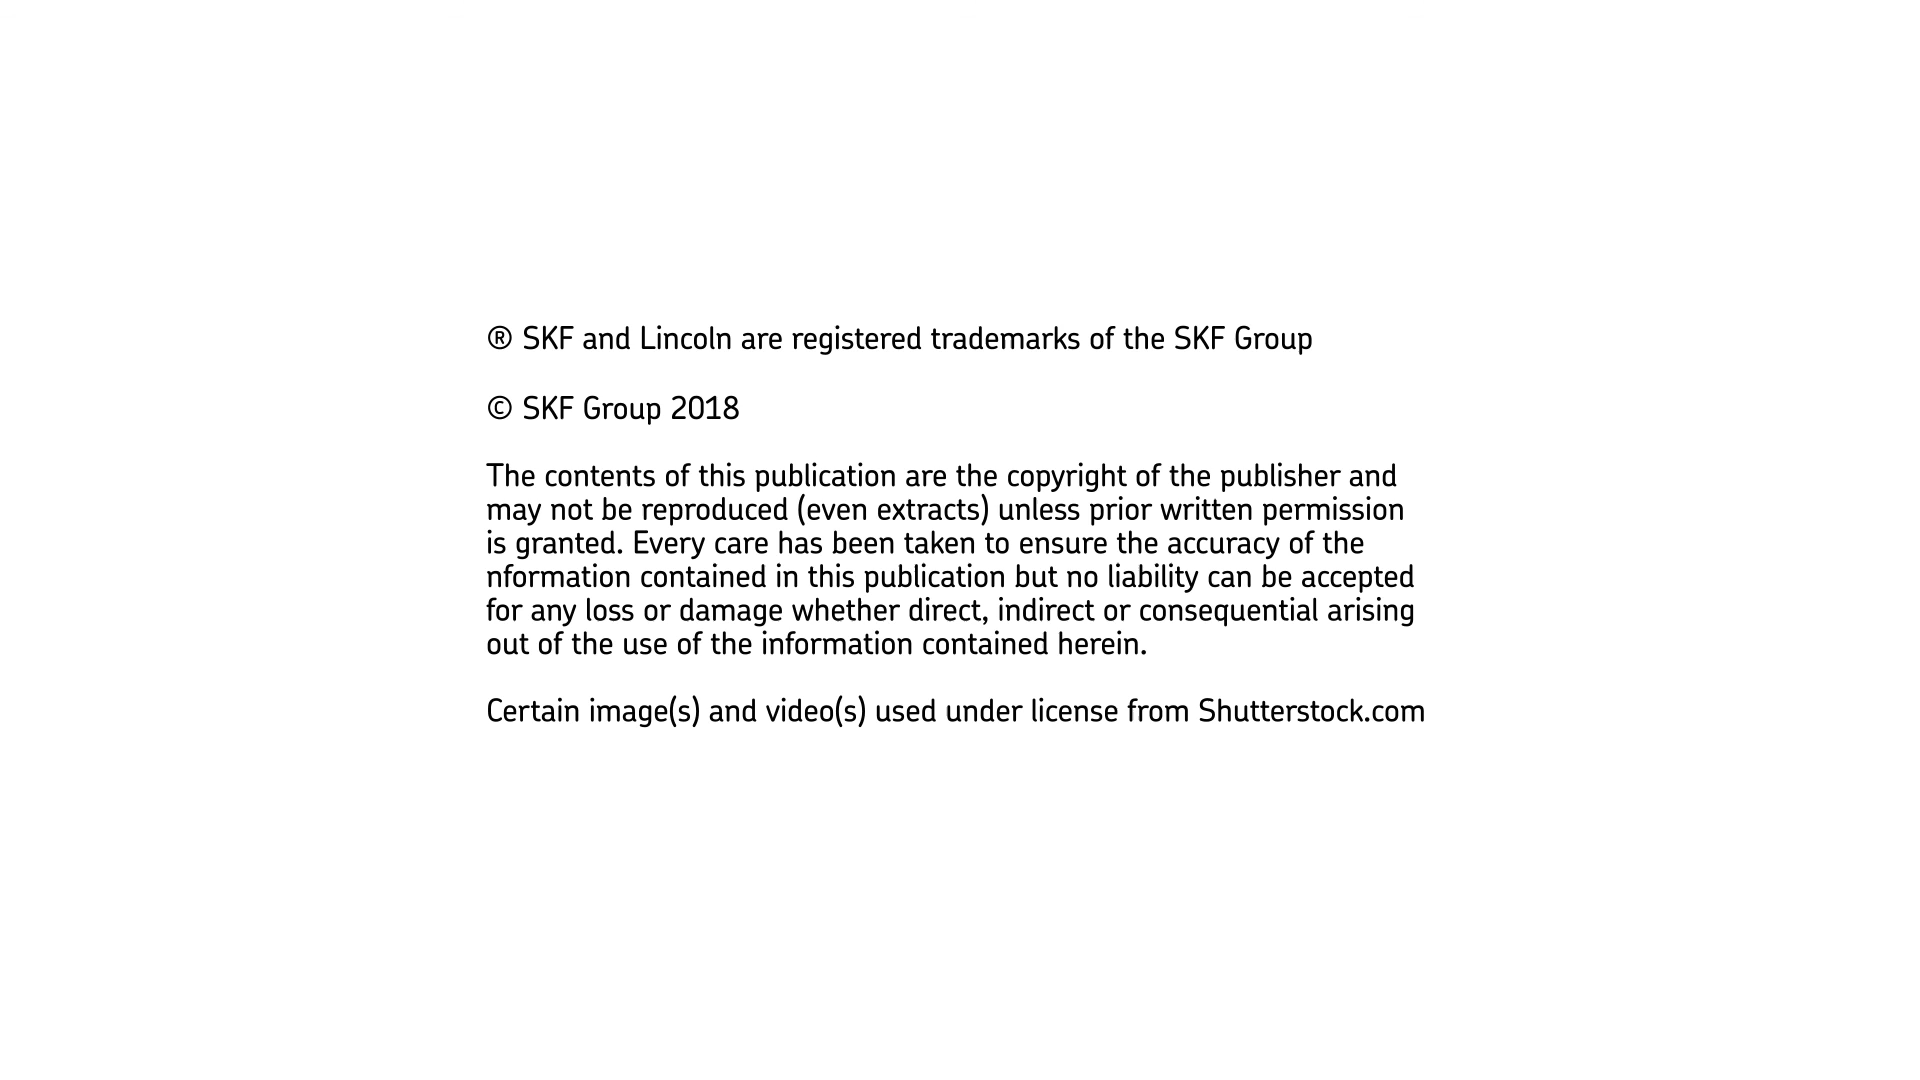 ® SKF and Lincoln are registered trademarks of the SKF Group
© SKF Group 2018
The contents of this publication are the copyright of the publisher and
may not be reproduced (even extracts) unless prior written permission
is granted. Every care has been taken to ensure the accuracy of the
nformation contained in this publication but no liability can be accepted
for any loss or damage whether direct, indirect or consequential arising
out of the use of the information contained herein.
Certain image(s) and video(s) used under license from Shutterstock.com